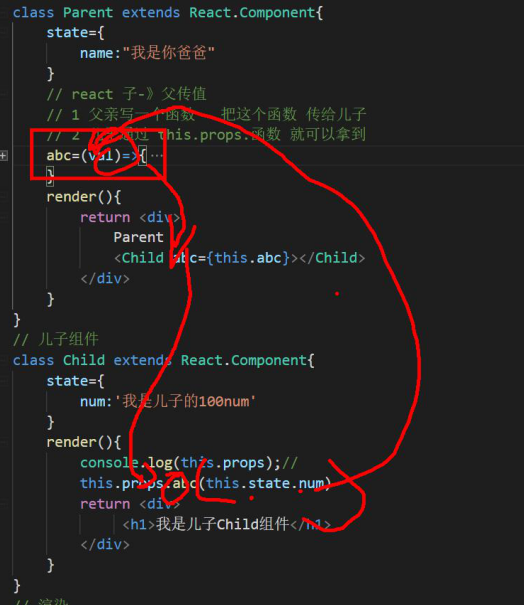 class Parent extends React.Component{
state={
name:"我是你爸爸"
}
// react 子-》父传值
// 1 父亲写一个函数 把这个函数 传给儿子
// 2 通过 this.props.函数 就可以拿到
abc=(val)=>{ ⋯
}
render(){
return <div>
Parent
<Child abc={this.abc}></Child>
</div>
}
}
// 儿子组件
class Child extends React.Component{
state={
num:'我是儿子的100num'
}
render(){
console.log(this.props);//
this.props.abc(this.state.num)
return <div>
<h1>我是儿子Child组件</h1>
</div>
}
}
// 渲染